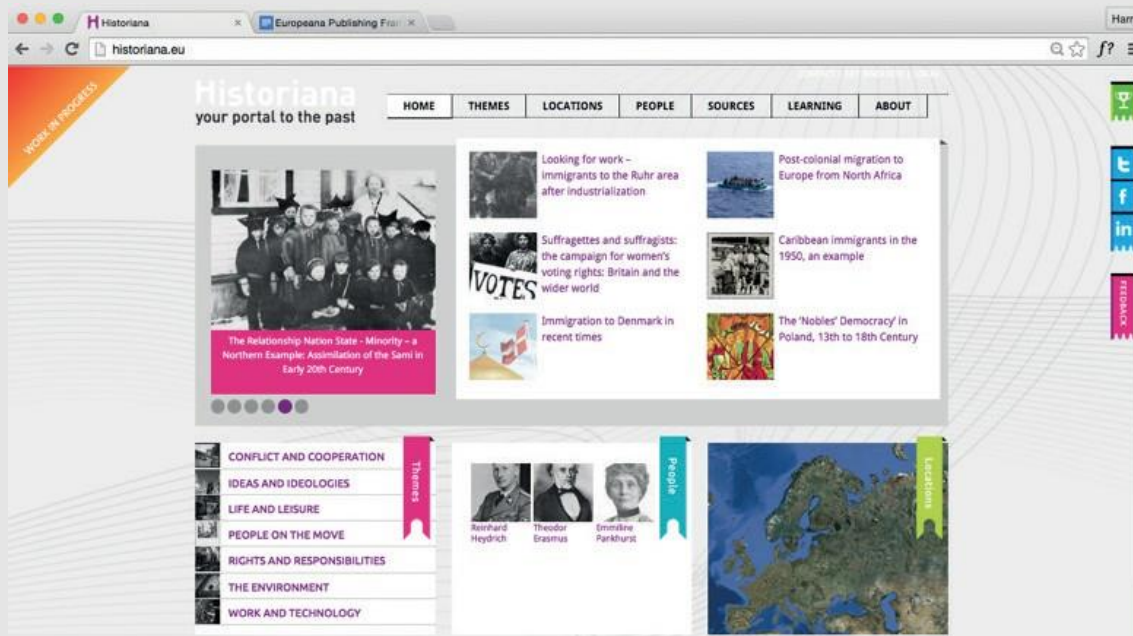 Historiana
Europeana Publishing Fra
Harr
historiana.eu
WORK IN PROGRESS
Historiana
your portal to the past
HOME
THEMES
LOCATIONS
PEOPLE
SOURCES
LEARNING
ABOUT
The Relationship Nation State - Minority – a
Northern Example: Assimilation of the Sami in
Early 20th Century
Looking for work –
immigrants to the Ruhr area
after industrialization
Post-colonial migration to
Europe from North Africa
Suffragettes and suffragists:
the campaign for women's
voting rights: Britain and the
wider world
VOTES
Caribbean immigrants in the
1950, an example
Immigration to Denmark in
recent times
The 'Nobles' Democracy' in
Poland, 13th to 18th Century
FEEDBACK
CONFLICT AND COOPERATION
IDEAS AND IDEOLOGIES
LIFE AND LEISURE
PEOPLE ON THE MOVE
RIGHTS AND RESPONSIBILITIES
THE ENVIRONMENT
WORK AND TECHNOLOGY
Themes
Reinhard
Heydrich
Theodor
Erasmus
Emmiline
Pankhurst
People
Locations